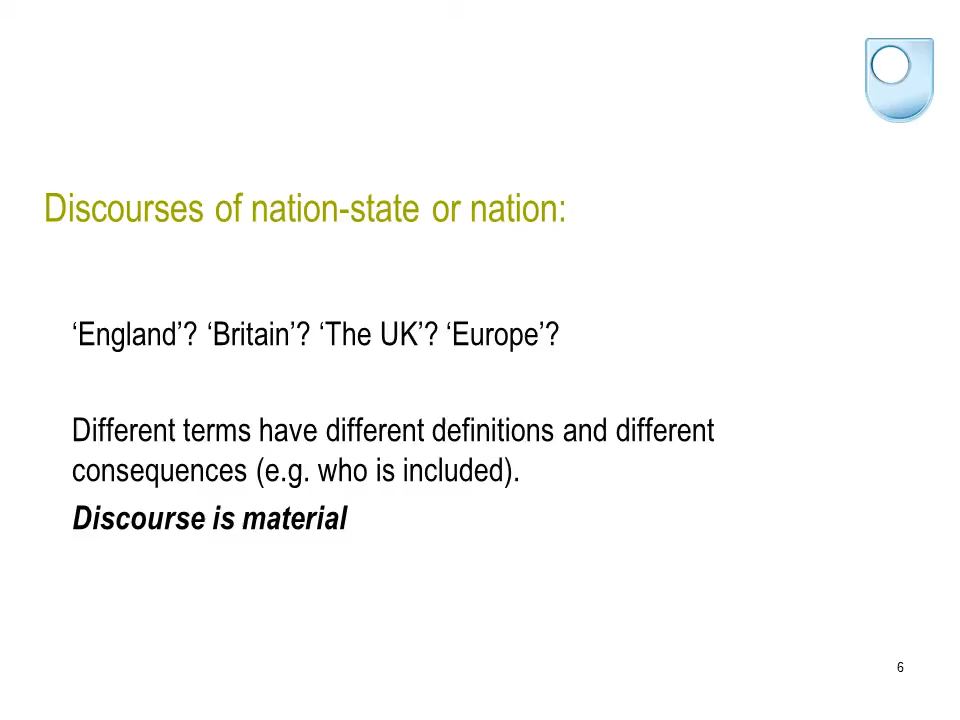 Discourses of nation-state or nation:
‘England’? ‘Britain’? ‘The UK’? ‘Europe’?
Different terms have different definitions and different
consequences (e.g. who is included).
Discourse is material
6